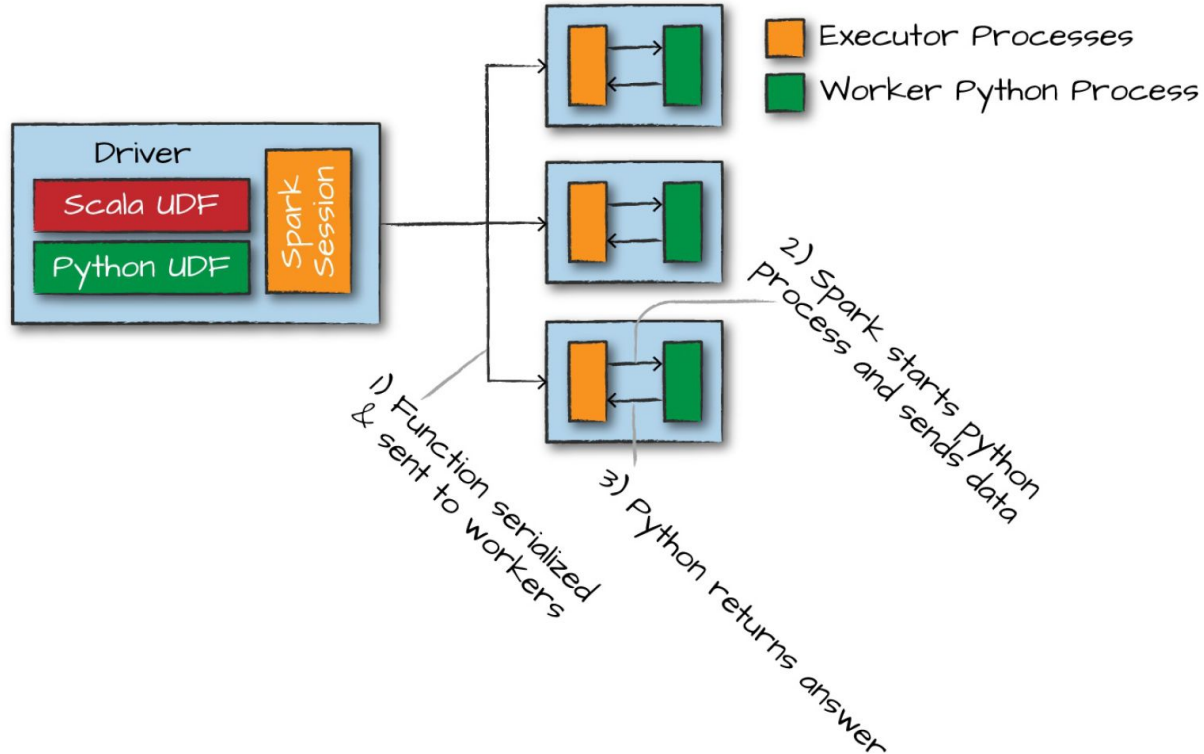 Executor Processes
Worker Python Process
Driver
Scala UDF
Python UDF
Spark
Session
1) Function serialized
& sent to workers
2) Spark starts Python
Process and sends data
3) Python returns answer